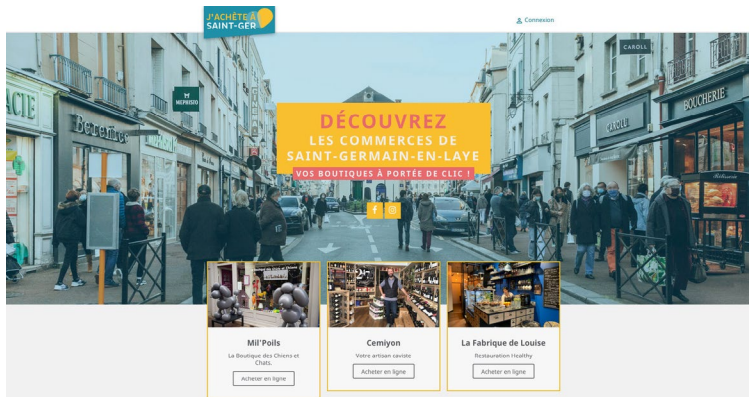 J'ACHÈTE À
SAINT-GER
Connexion
CAROLL
MEPHISTO
BOUCHERIE
Berenice
CAROLL
DÉCOUVREZ
LES COMMERCES DE
SAINT-GERMAIN-EN-LAYE
VOS BOUTIQUES À PORTÉE DE CLIC !
Mil'Poils
La Boutique des Chiens et
Chats.
Acheter en ligne
Cemiyon
Votre artisan caviste
Acheter en ligne
La Fabrique de Louise
Restauration Healthy
Acheter en ligne